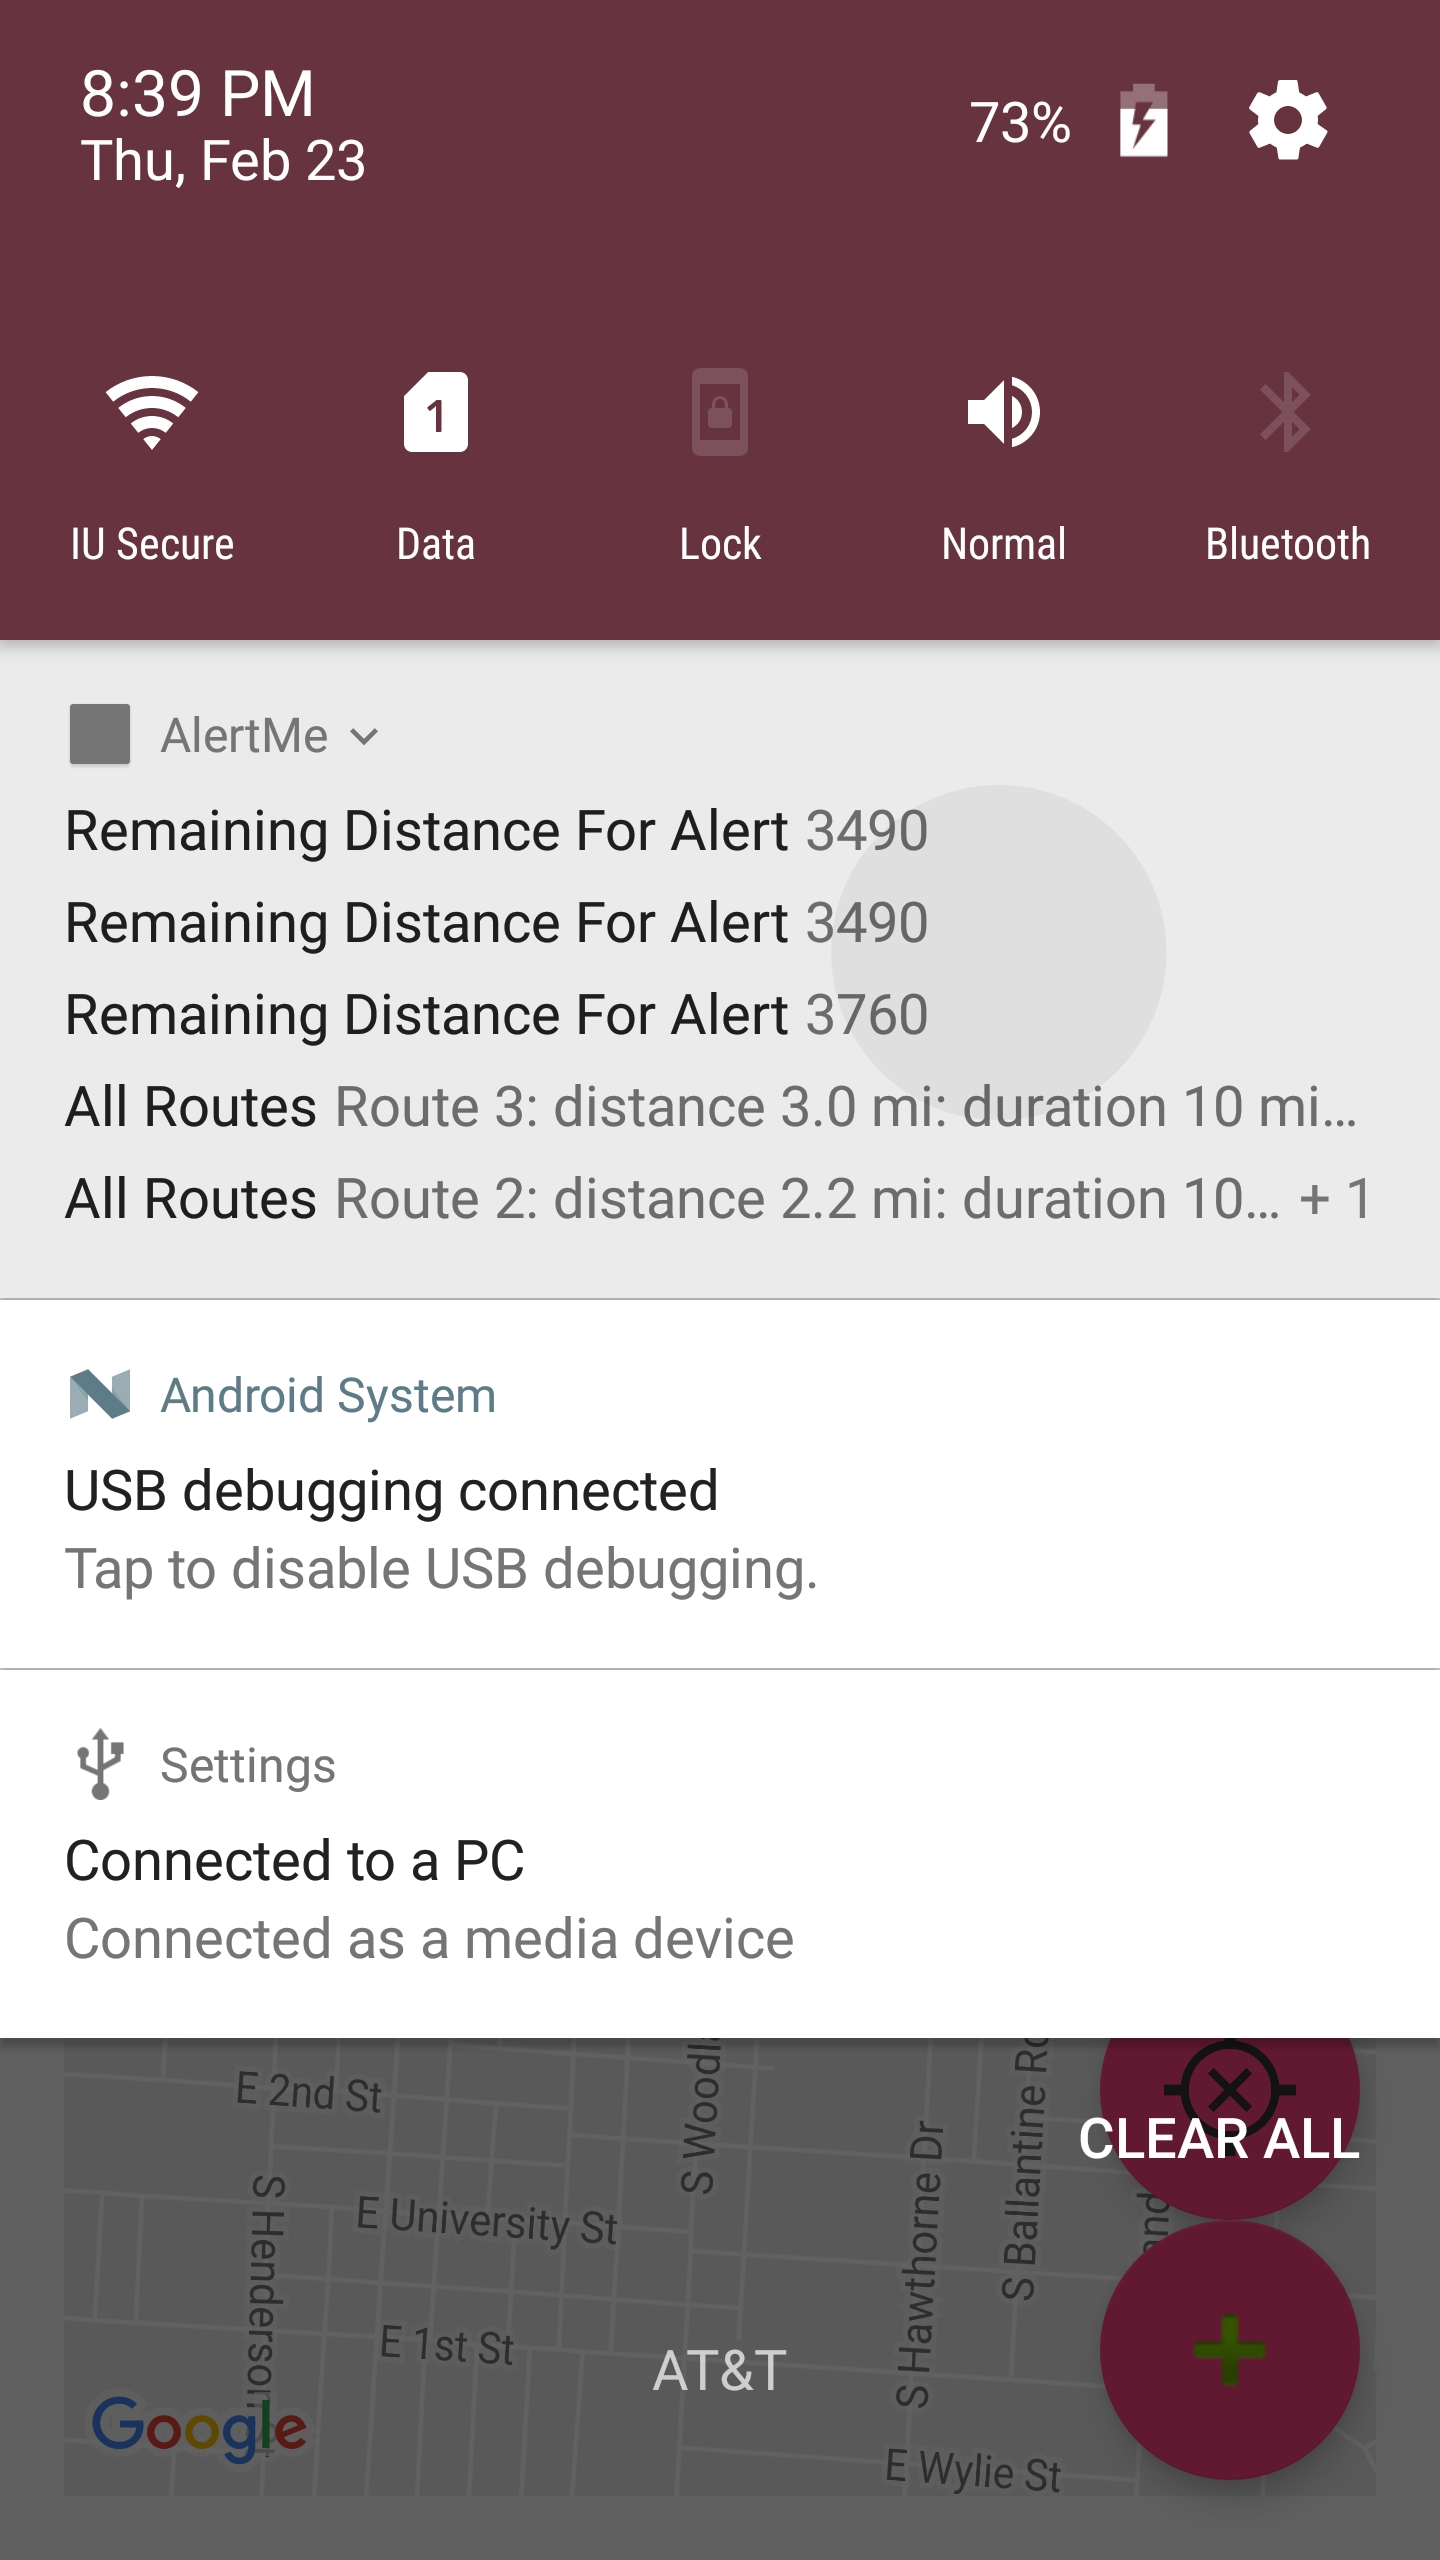 8:39 PM
Thu, Feb 23
73%
1
IU Secure
Data
Lock
Normal
Bluetooth
AlertMe
Remaining Distance For Alert 3490
Remaining Distance For Alert 3490
Remaining Distance For Alert 3760
All Routes Route 3: distance 3.0 mi: duration 10 mi…
All Routes Route 2: distance 2.2 mi: duration 10… + 1
Android System
USB debugging connected
Tap to disable USB debugging.
Settings
Connected to a PC
Connected as a media device
E 2nd St
CLEAR ALL
S Henderson
E University St
S Hawthorne Dr
E 1st St
AT&T
Google
E Wylie St